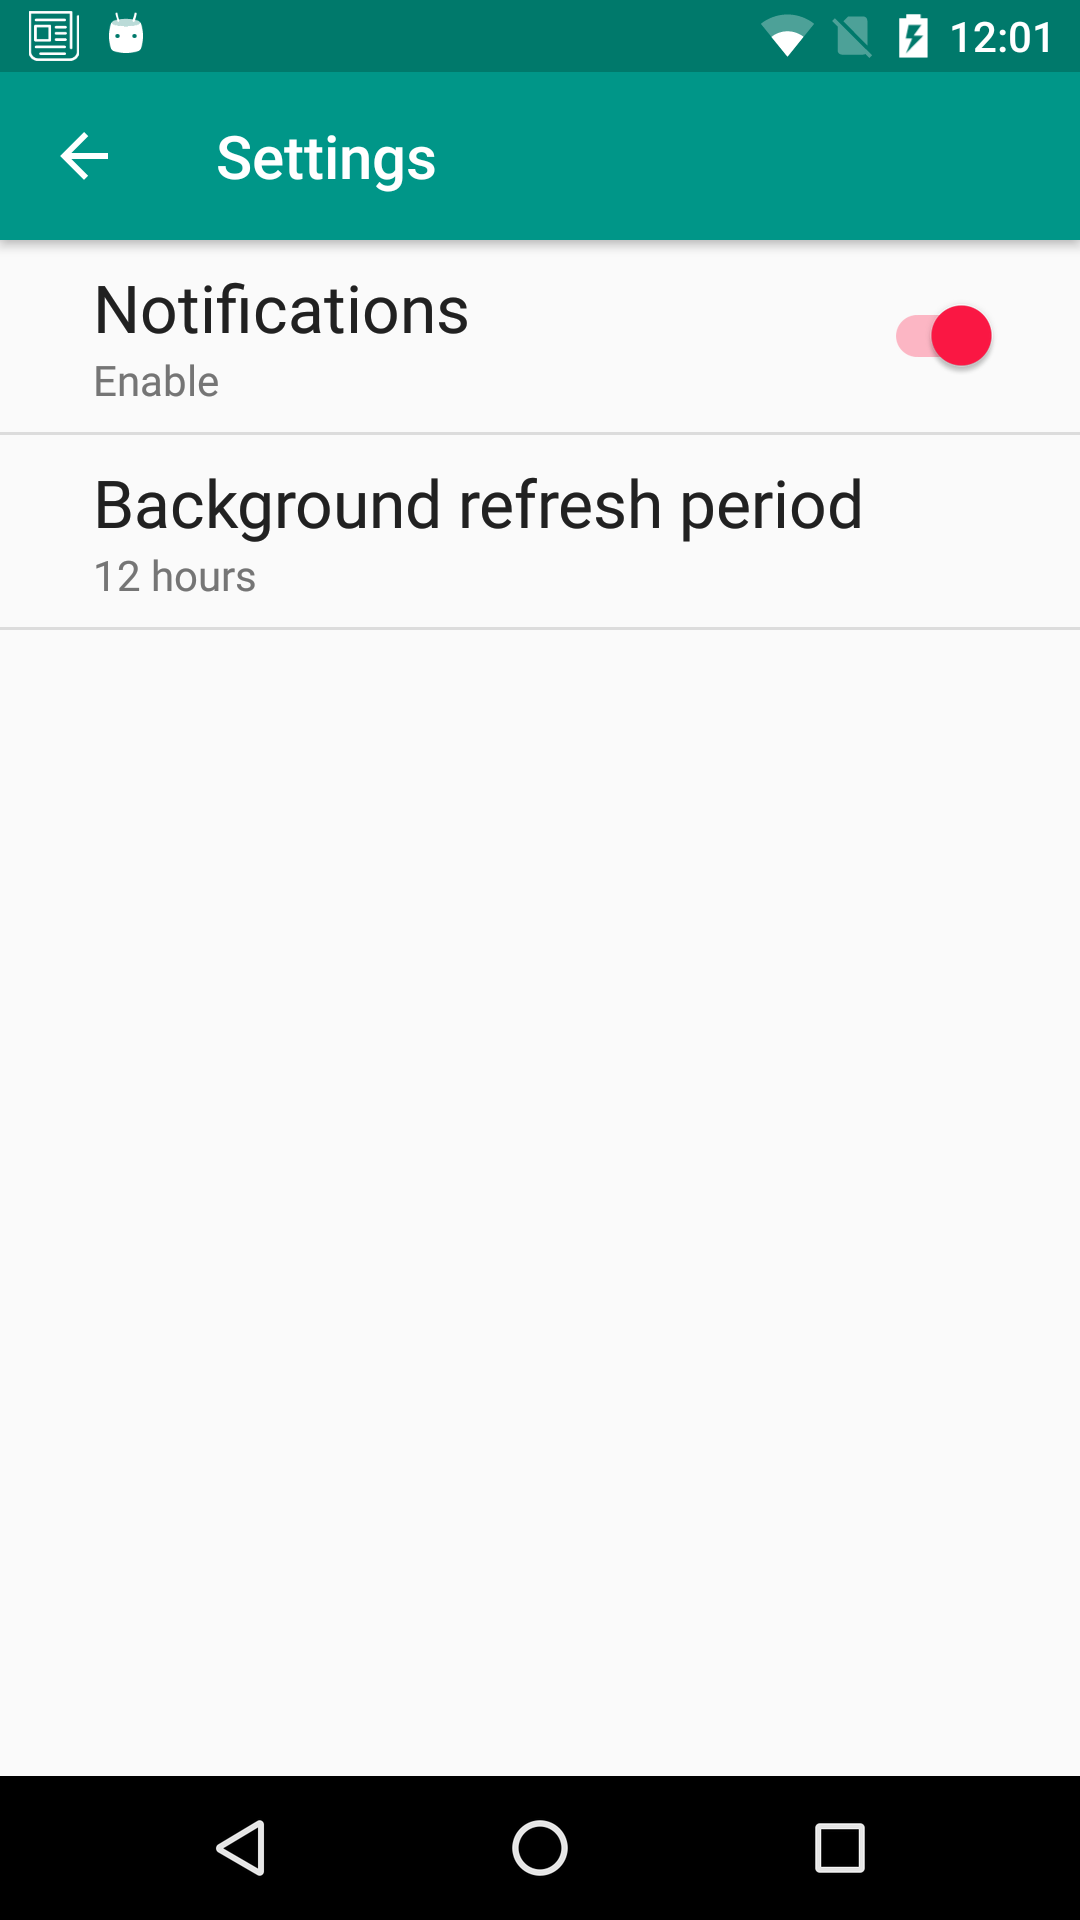 12:01
Settings
Notifications
Enable
Background refresh period
12 hours